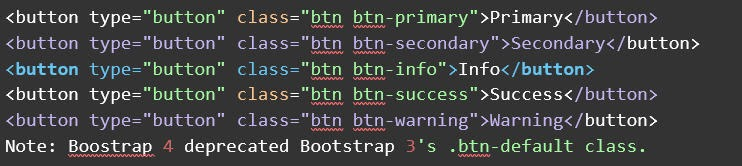 <button type="button" class="btn btn-primary">Primary</button>
<button type="button" class="btn btn-secondary">Secondary</button>
<button type="button" class="btn btn-info">Info</button>
<button type="button" class="btn btn-success">Success</button>
<button type="button" class="btn btn-warning">Warning</button>
Note: Boostrap 4 deprecated Bootstrap 3's .btn-default class.